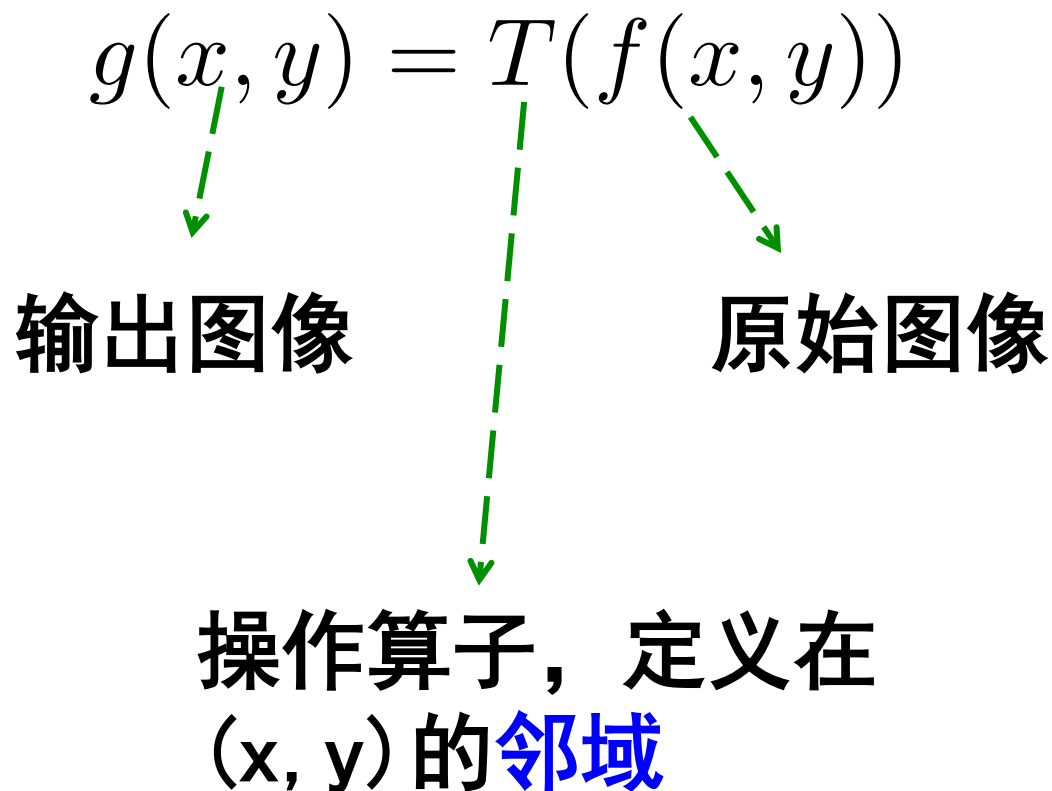 g(x, y) = T(f(x, y))
输出图像
原始图像
操作算子，定义在
(x, y)的邻域